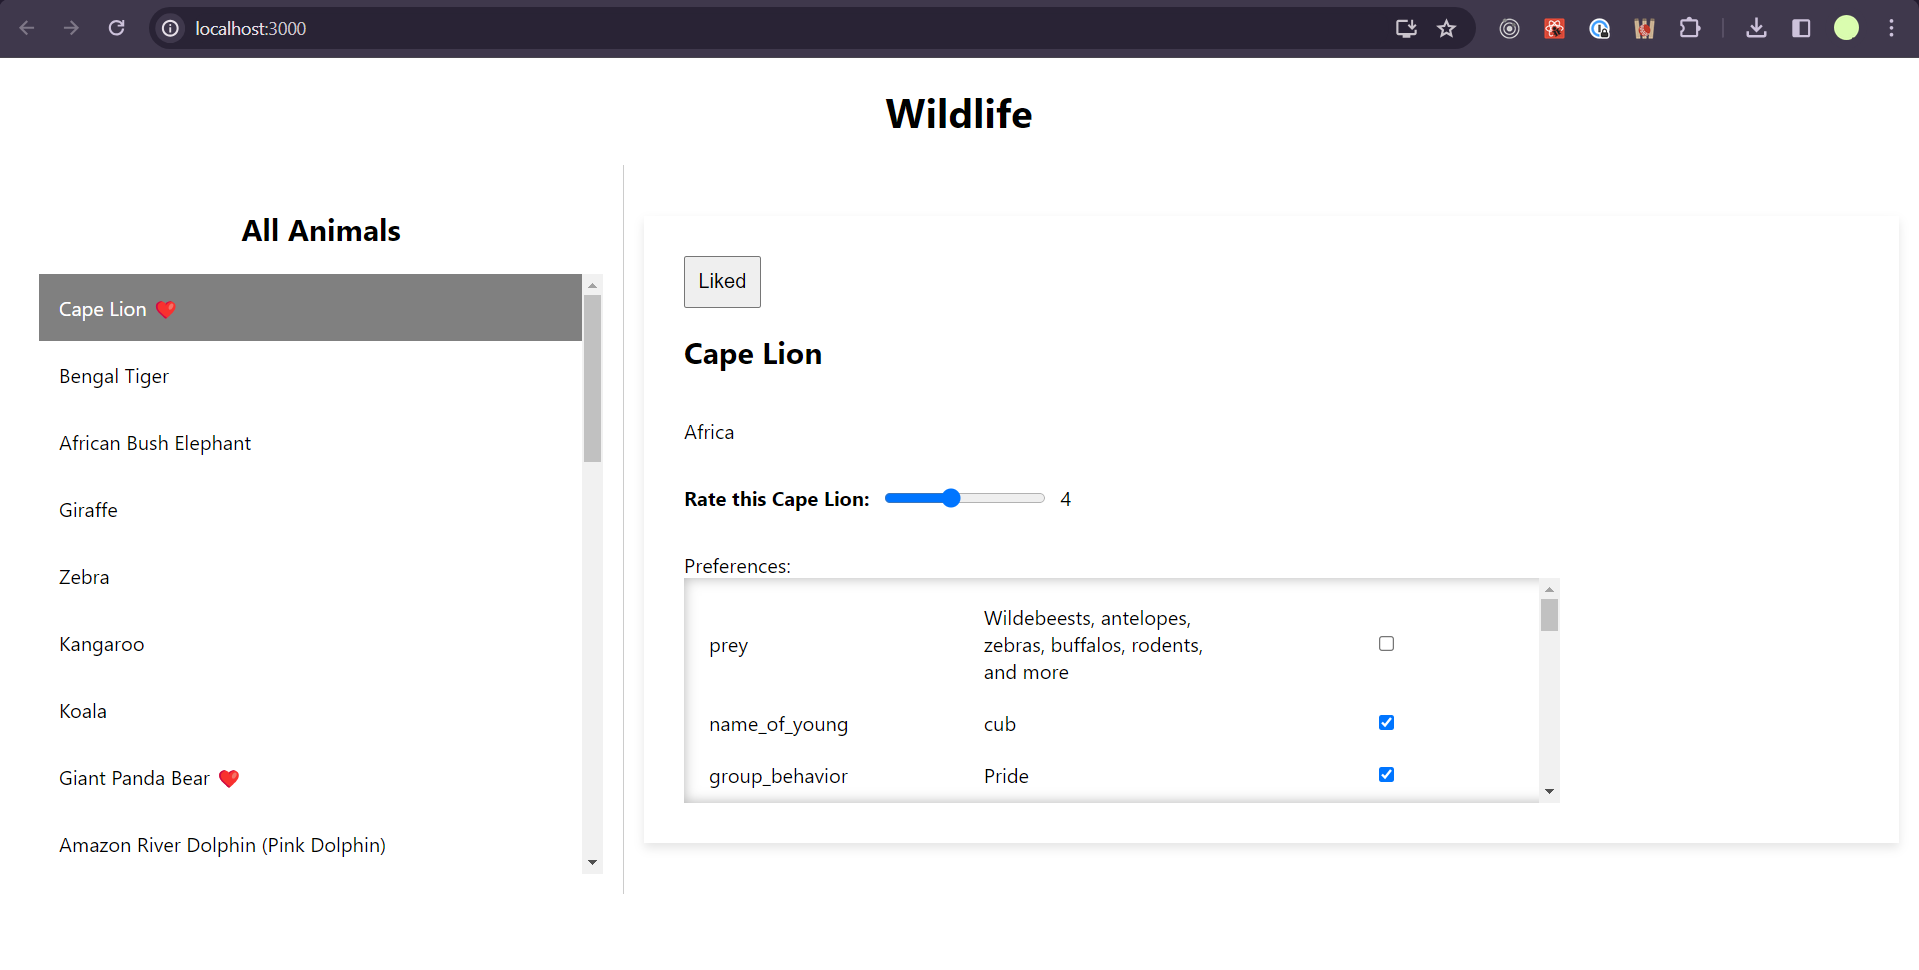 localhost:3000
Wildlife
All Animals
Cape Lion ❤️
Bengal Tiger
African Bush Elephant
Giraffe
Zebra
Kangaroo
Koala
Giant Panda Bear ❤️
Amazon River Dolphin (Pink Dolphin)
Liked
Cape Lion
Africa
Rate this Cape Lion: 4
Preferences:
prey
Wildebeests, antelopes,
zebras, buffalos, rodents,
and more
name_of_young cub
group_behavior Pride